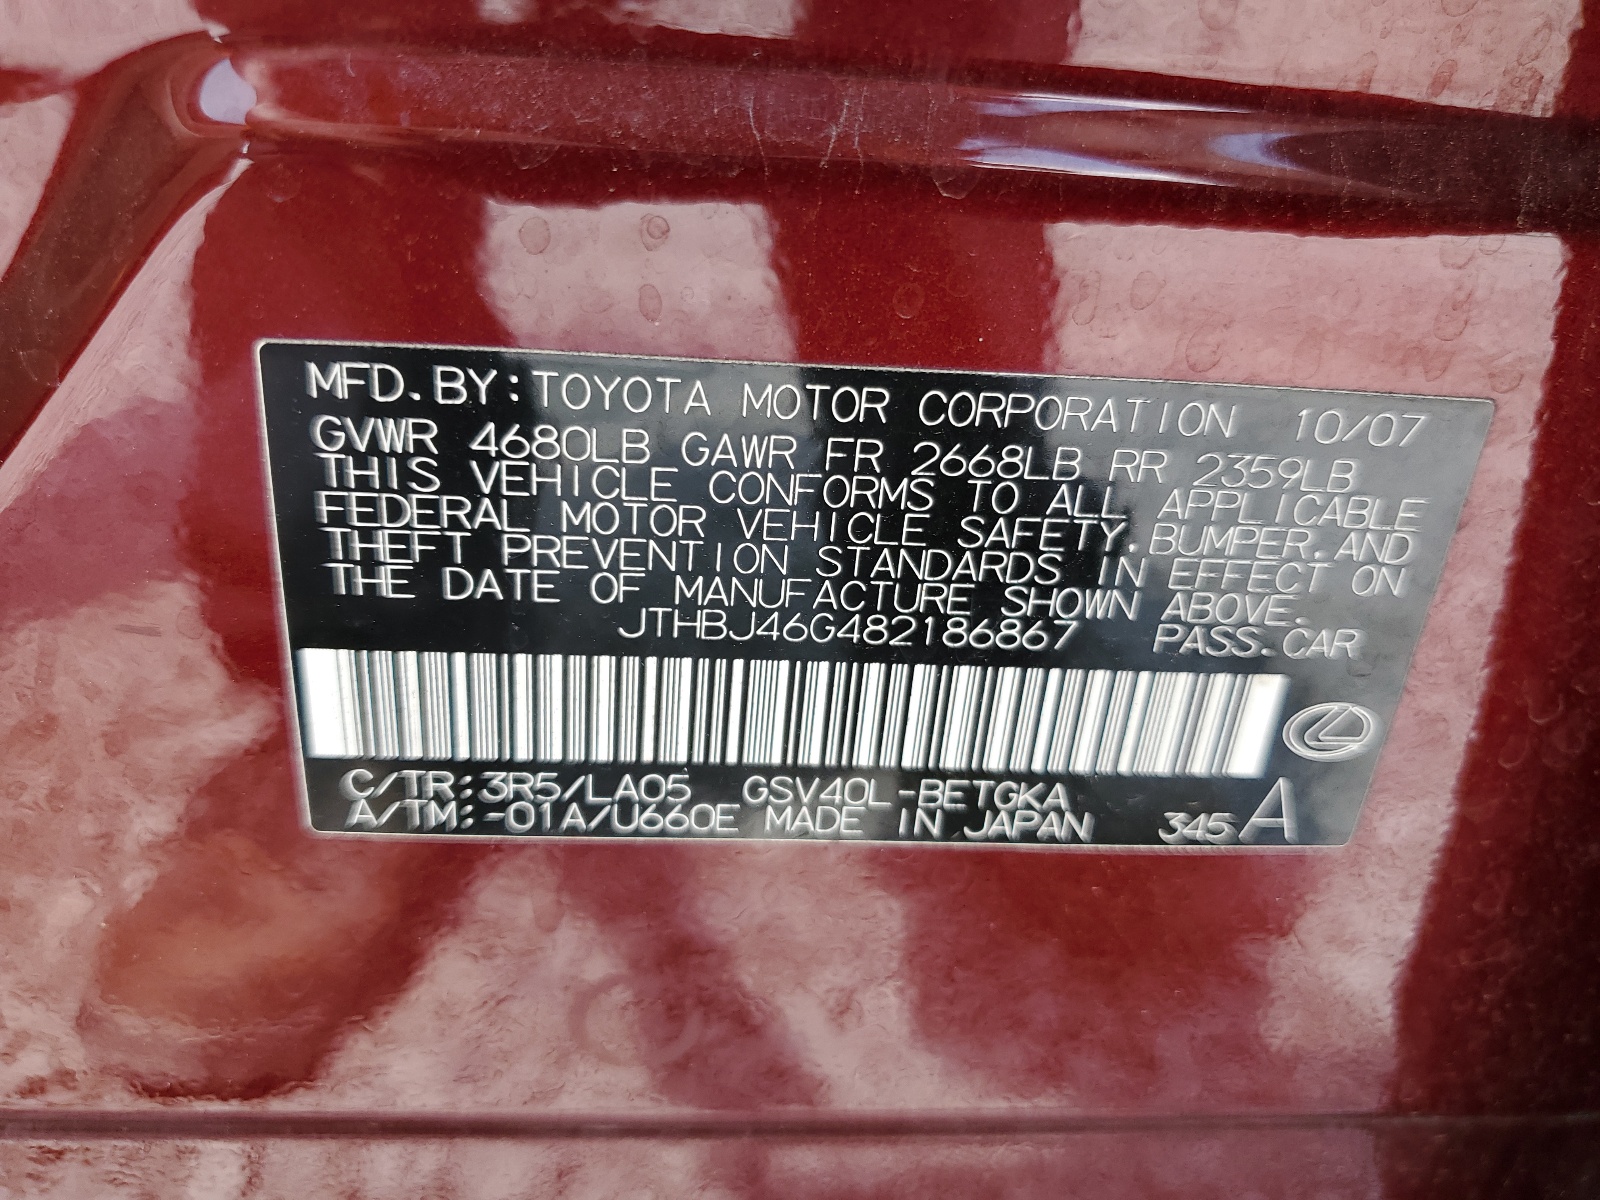 MFD. BY: TOYOTA MOTOR CORPORATION 10/07
GVWR 4680LB GAWR FR 2668LB RR 2359LB
THIS VEHICLE CONFORMS TO ALL APPLICABLE
FEDERAL MOTOR VEHICLE SAFETY, BUMPER, AND
THEFT PREVENTION STANDARDS IN EFFECT ON
THE DATE OF MANUFACTURE SHOWN ABOVE.
JTHBJ46G482186867 PASS. CAR
C/TR: 3R5/LA05 GSV40L-BETGKA
A/TM: -01A/U660E MADE IN JAPAN 345 A